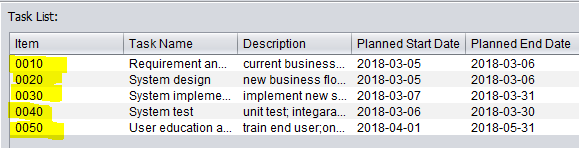 Task List:
Item Task Name Description Planned Start Date Planned End Date
0010 Requirement an... current business... 2018-03-05 2018-03-06
0020 System design new business flo... 2018-03-05 2018-03-06
0030 System impleme... implement new s... 2018-03-07 2018-03-31
0040 System test unit test; integara... 2018-03-06 2018-03-30
0050 User education a... train end user;on... 2018-04-01 2018-05-31